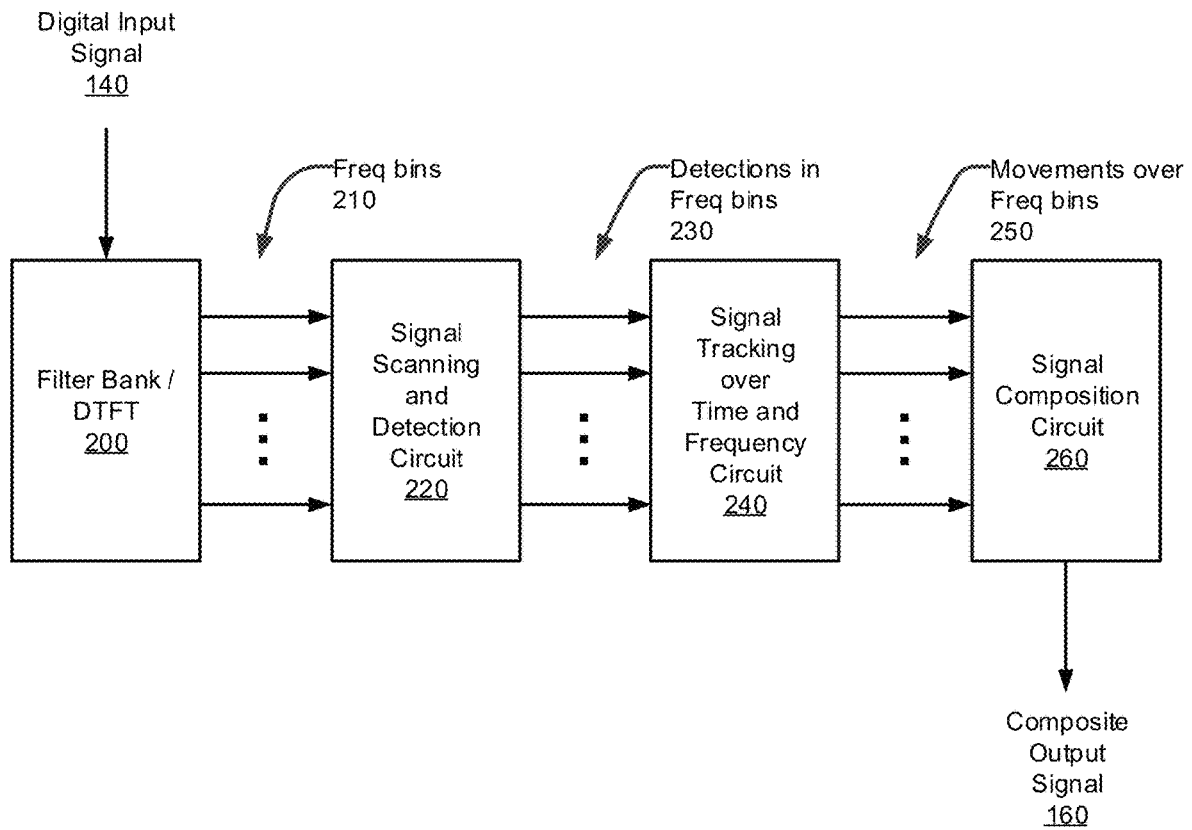 Digital Input
Signal
140
Freq bins
210
Detections in
Freq bins
230
Movements over
Freq bins
250
Filter Bank /
DTFT
200
Signal
Scanning
and
Detection
Circuit
220
Signal
Tracking
over
Time and
Frequency
Circuit
240
Signal
Composition
Circuit
260
Composite
Output
Signal
160